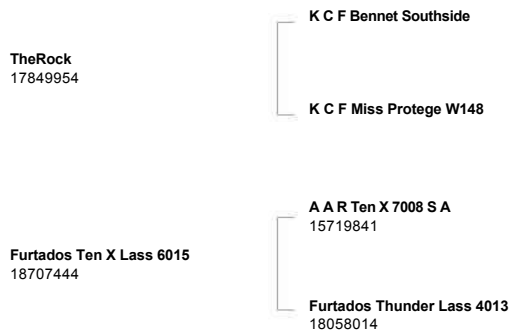 K C F Bennet Southside
TheRock
17849954
K C F Miss Protege W148
A A R Ten X 7008 S A
15719841
Furtados Ten X Lass 6015
18707444
Furtados Thunder Lass 4013
18058014